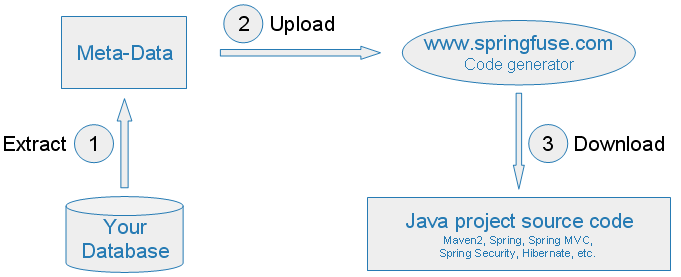 2 Upload
Meta-Data
www.springfuse.com
Code generator
Extract 1
3 Download
Your
Database
Java project source code
Maven2, Spring, Spring MVC,
Spring Security, Hibernate, etc.